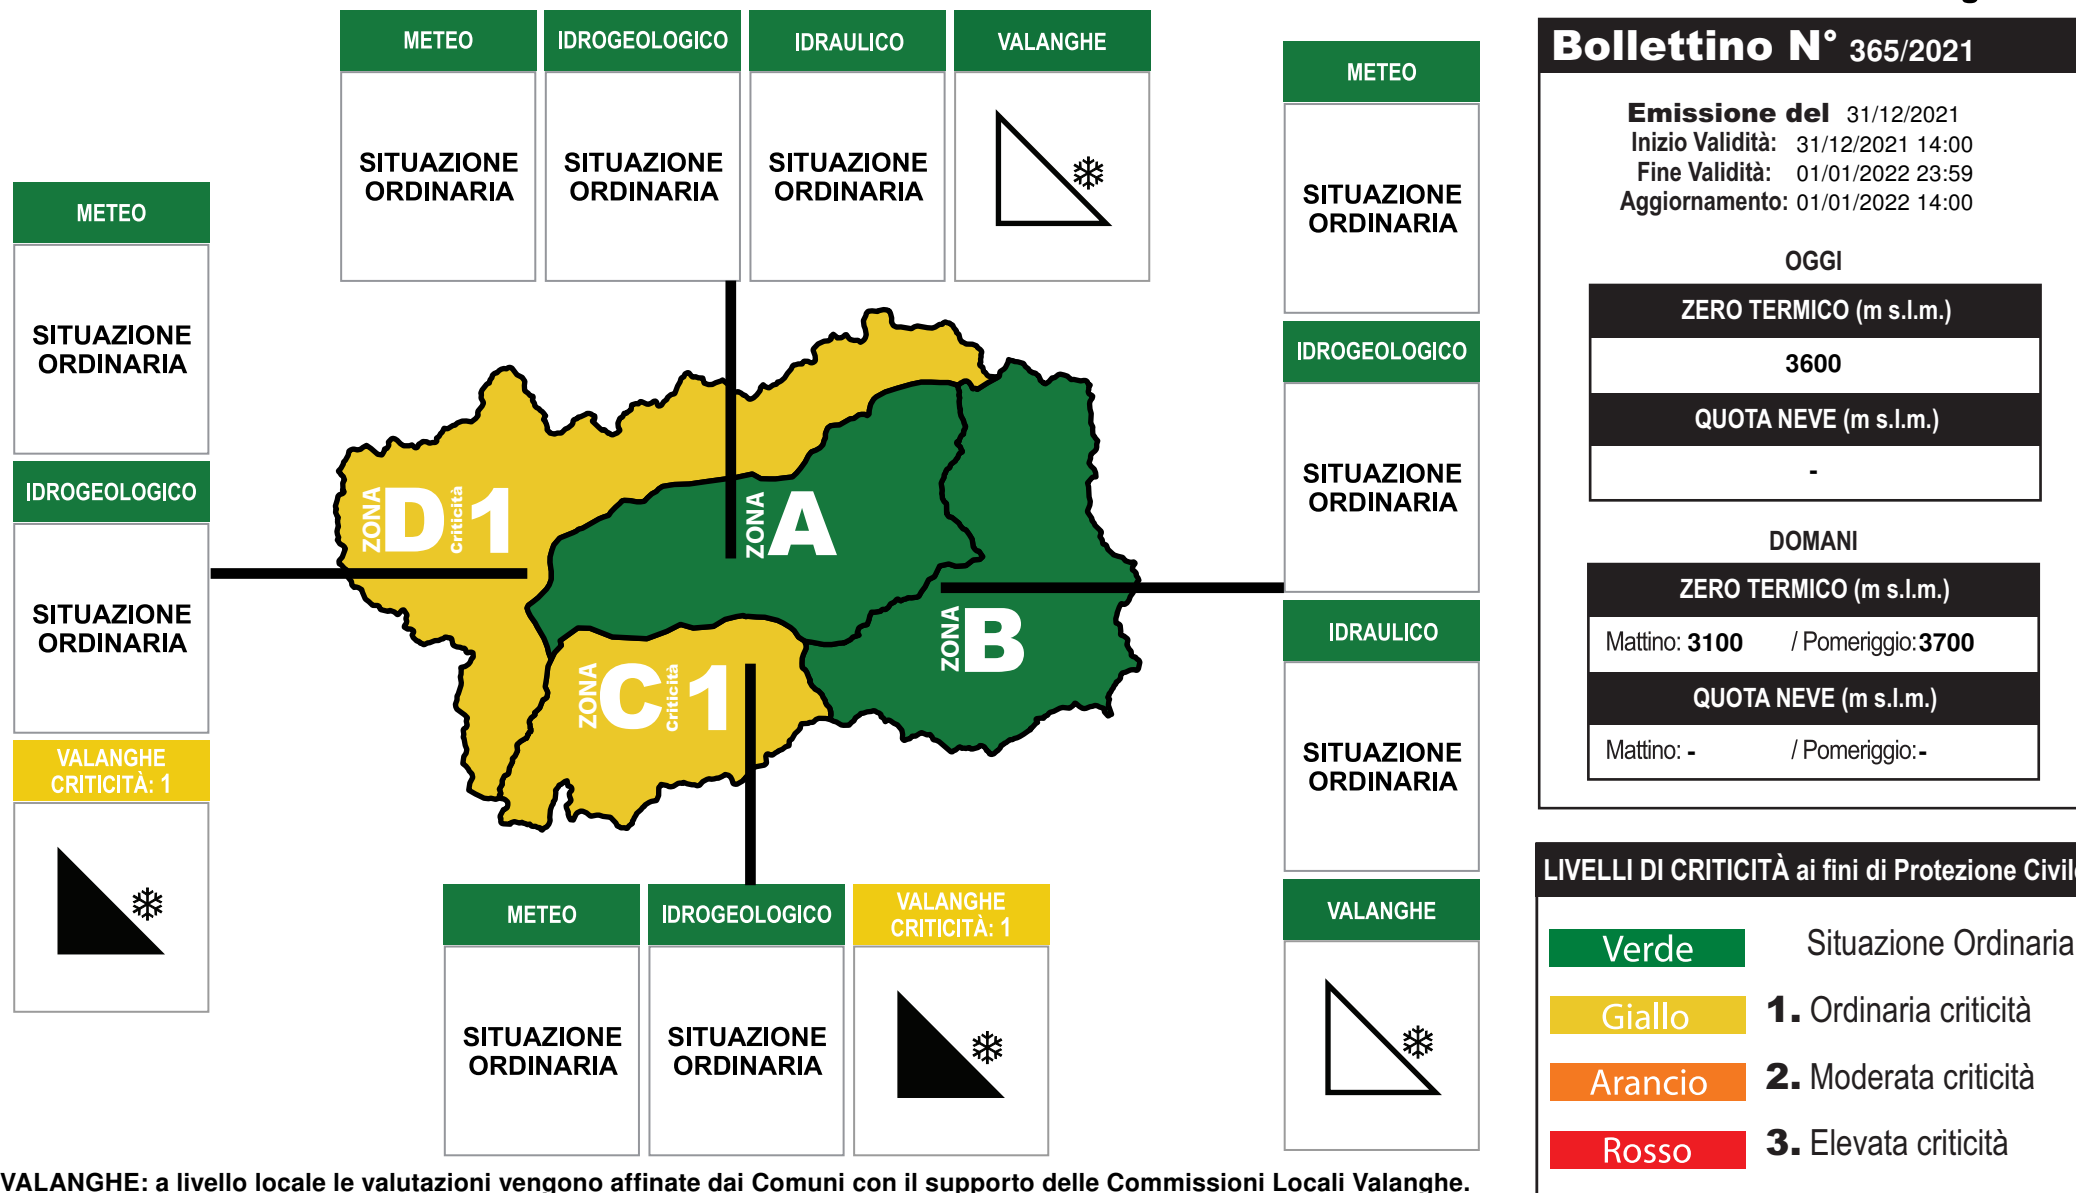 METEO
IDROGEOLOGICO
IDRAULICO
VALANGHE
SITUAZIONE
ORDINARIA
SITUAZIONE
ORDINARIA
SITUAZIONE
ORDINARIA
METEO
SITUAZIONE
ORDINARIA
IDROGEOLOGICO
SITUAZIONE
ORDINARIA
VALANGHE
CRITICITÀ: 1
ZONA D Criticità 1
ZONA A
ZONA B
ZONA C Criticità 1
METEO
IDROGEOLOGICO
VALANGHE
CRITICITÀ: 1
SITUAZIONE
ORDINARIA
SITUAZIONE
ORDINARIA
METEO
SITUAZIONE
ORDINARIA
IDROGEOLOGICO
SITUAZIONE
ORDINARIA
IDRAULICO
SITUAZIONE
ORDINARIA
VALANGHE
Bollettino N° 365/2021
Emissione del 31/12/2021
Inizio Validità: 31/12/2021 14:00
Fine Validità: 01/01/2022 23:59
Aggiornamento: 01/01/2022 14:00
OGGI
ZERO TERMICO (m s.l.m.)
3600
QUOTA NEVE (m s.l.m.)
-
DOMANI
ZERO TERMICO (m s.l.m.)
Mattino: 3100 / Pomeriggio: 3700
QUOTA NEVE (m s.l.m.)
Mattino: - / Pomeriggio: -
LIVELLI DI CRITICITÀ ai fini di Protezione Civile
Verde Situazione Ordinaria
Giallo 1. Ordinaria criticità
Arancio 2. Moderata criticità
Rosso 3. Elevata criticità
VALANGHE: a livello locale le valutazioni vengono affinate dai Comuni con il supporto delle Commissioni Locali Valanghe.